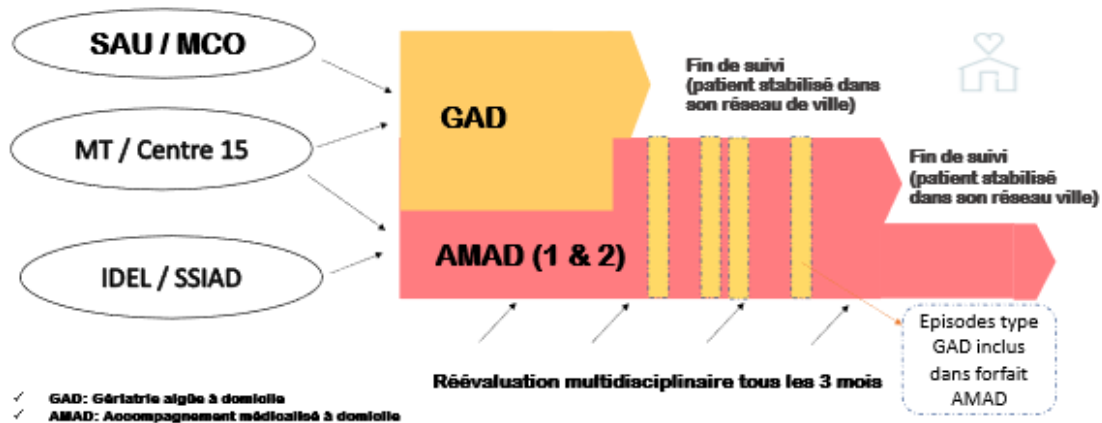 SAU / MCO
MT / Centre 15
IDEL / SSIAD
GAD
AMAD (1 & 2)
Fin de suivi
(patient stabilisé dans
son réseau de ville)
Fin de suivi
(patient stabilisé
dans son réseau ville)
Episodes type
GAD inclus
dans forfait
AMAD
Réévaluation multidisciplinaire tous les 3 mois
✓ GAD: Gériatrie aigüe à domicile
✓ AMAD: Accompagnement médicalisé à domicile